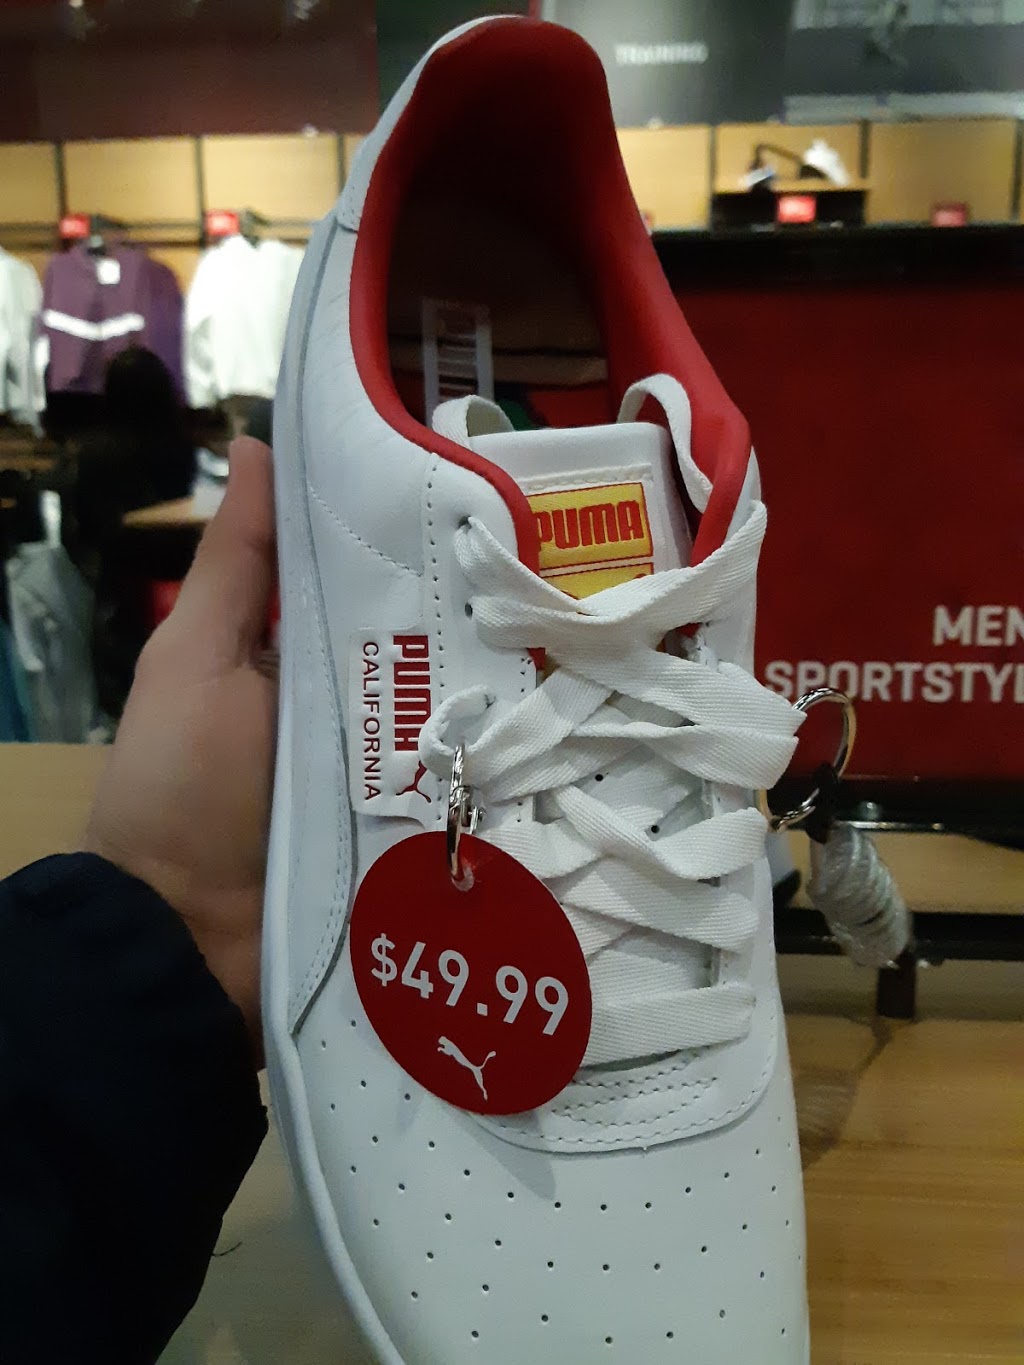 TRAINING
PUMA
PUMA
CALIFORNIA
MEN
SPORTSTYL
$49.99